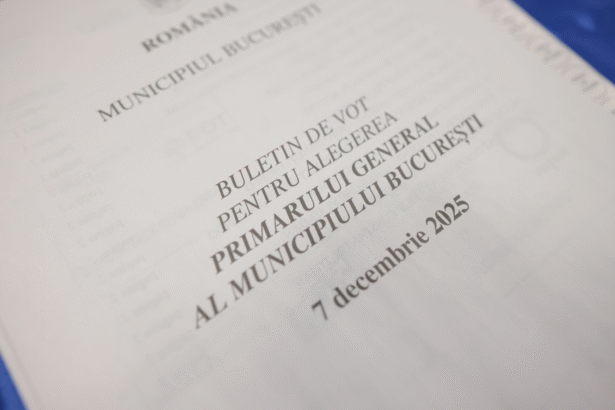 ROMÂNIA
MUNICIPIUL BUCUREȘTI
BULETIN DE VOT
PENTRU ALEGEREA
PRIMARULUI GENERAL
AL MUNICIPIULUI BUCUREȘTI
7 decembrie 2025